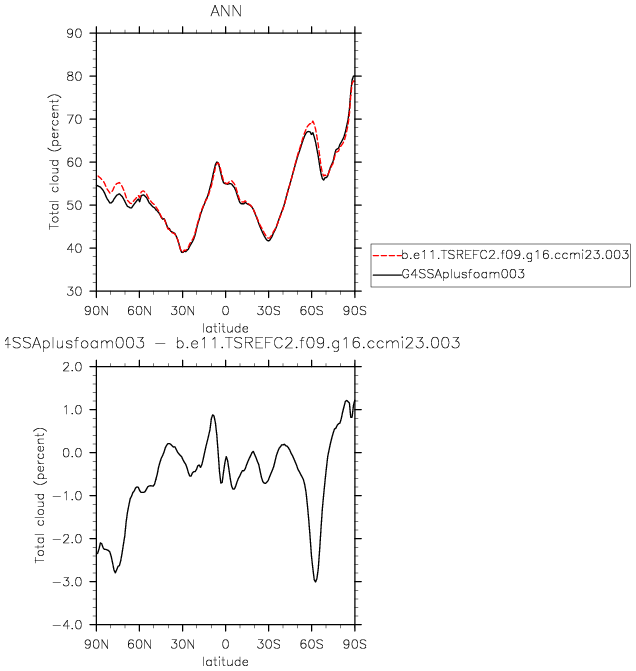 ANN
90
80
70
60
50
40
30
Total cloud (percent)
90N 60N 30N 0 30S 60S 90S
latitude
b.e11.TSREFC2.f09.g16.ccmi23.003
G4SSAplusfoam003
4SSAplusfoam003 – b.e11.TSREFC2.f09.g16.ccmi23.003
2.0
1.0
0.0
-1.0
-2.0
-3.0
-4.0
Total cloud (percent)
90N 60N 30N 0 30S 60S 90S
latitude